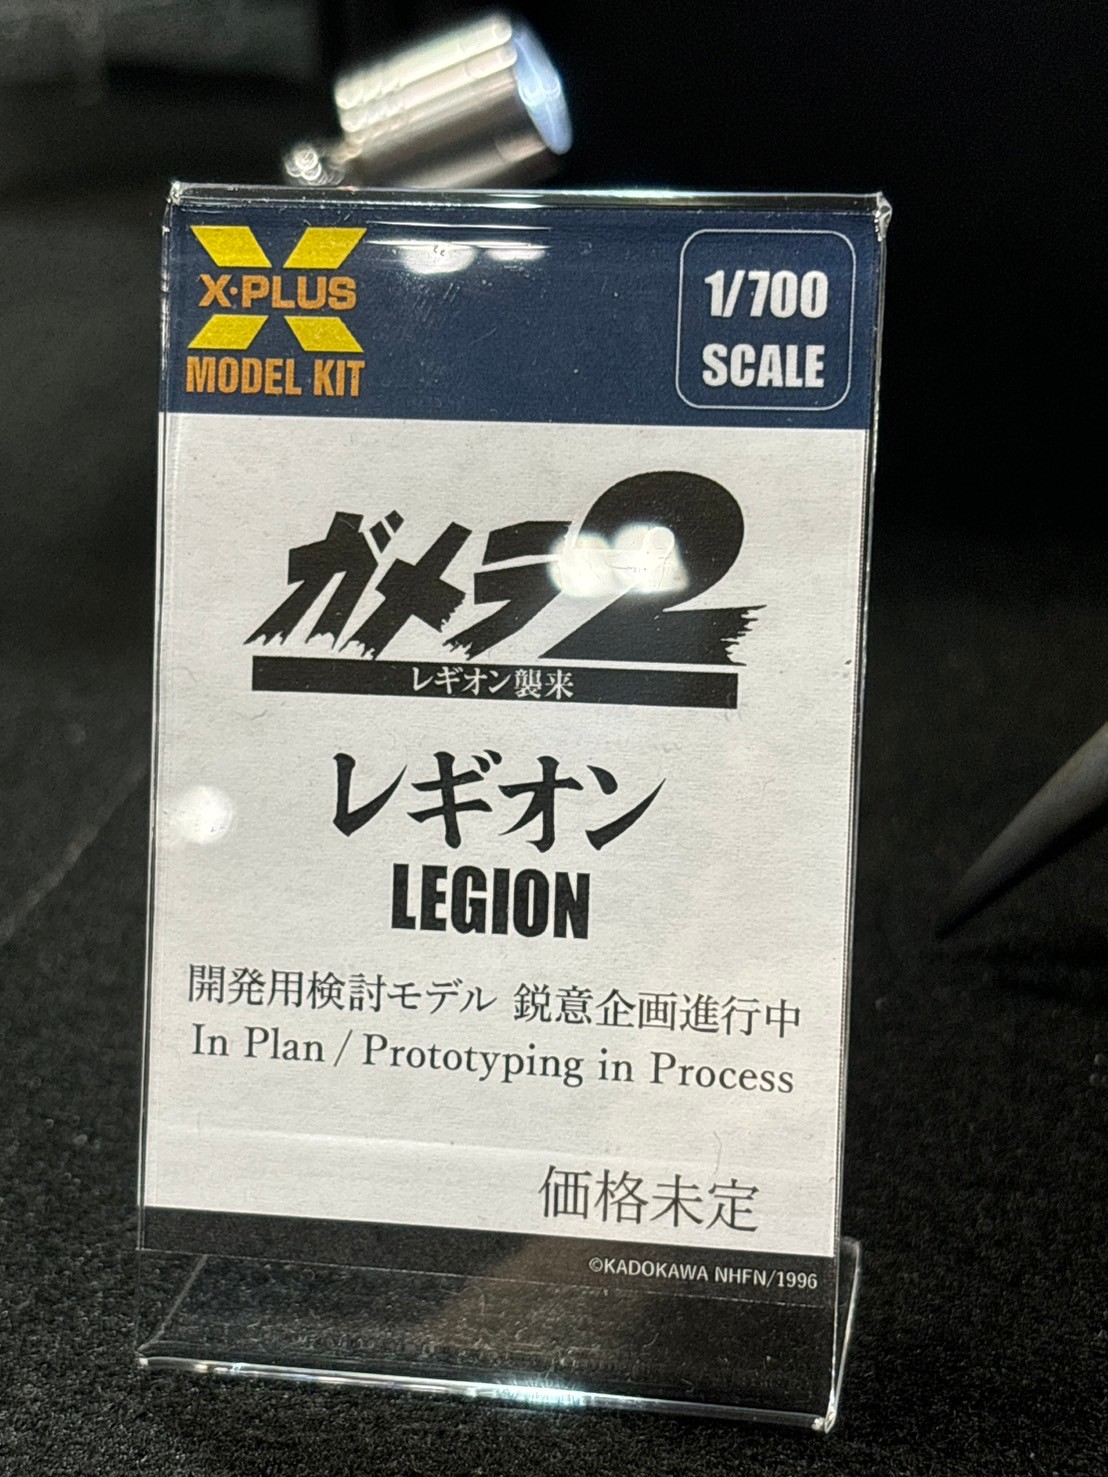 X·PLUS
MODEL KIT
1/700
SCALE
ガメラ2
レギオン襲来
レギオン
LEGION
開発用検討モデル 鋭意企画進行中
In Plan / Prototyping in Process
価格未定
©KADOKAWA NHFN/1996